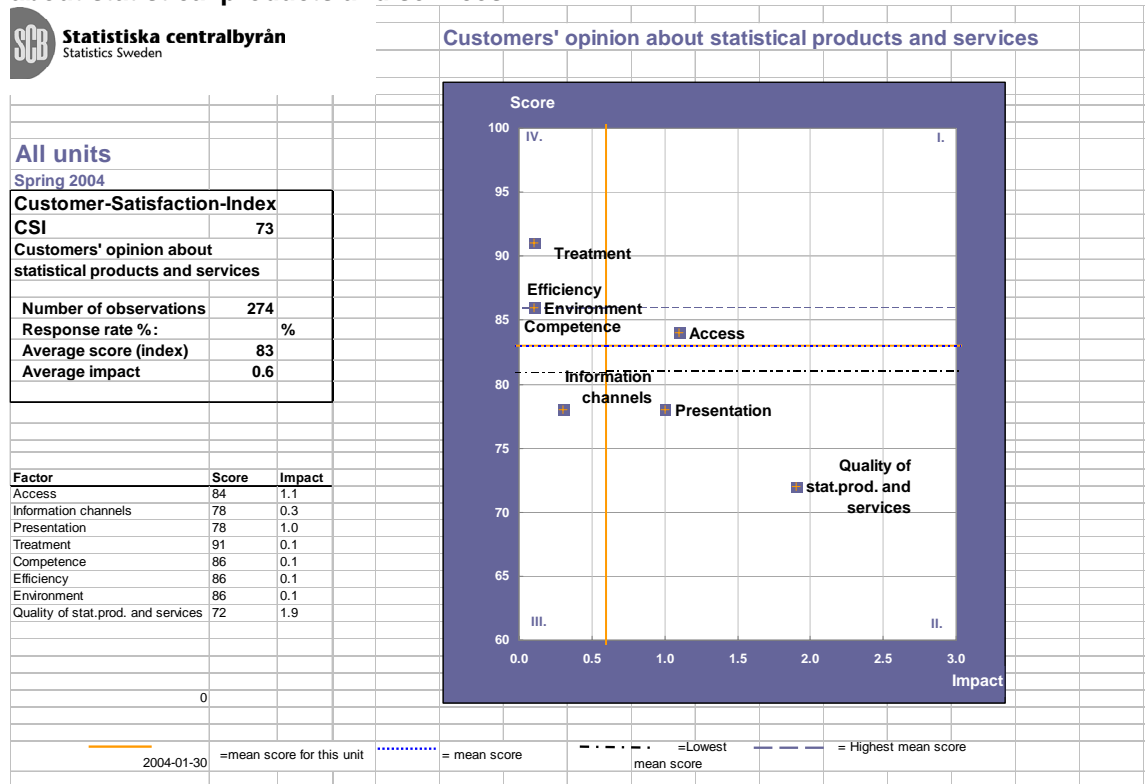 SCB
Statistiska centralbyrån
Statistics Sweden
Customers' opinion about statistical products and services
All units
Spring 2004
Customer-Satisfaction-Index
CSI 73
Customers' opinion about
statistical products and services
Number of observations 274
Response rate %: %
Average score (index) 83
Average impact 0.6
Factor Score Impact
Access 84 1.1
Information channels 78 0.3
Presentation 78 1.0
Treatment 91 0.1
Competence 86 0.1
Efficiency 86 0.1
Environment 86 0.1
Quality of stat.prod. and services 72 1.9
0
Score
100
95
90
85
80
75
70
65
60
IV.
I.
Treatment
Efficiency
Environment
Competence
Access
Information
channels
Presentation
Quality of
stat.prod. and
services
III.
II.
0.0 0.5 1.0 1.5 2.0 2.5 3.0
Impact
2004-01-30
=mean score for this unit
= mean score
=Lowest
mean score
= Highest mean score